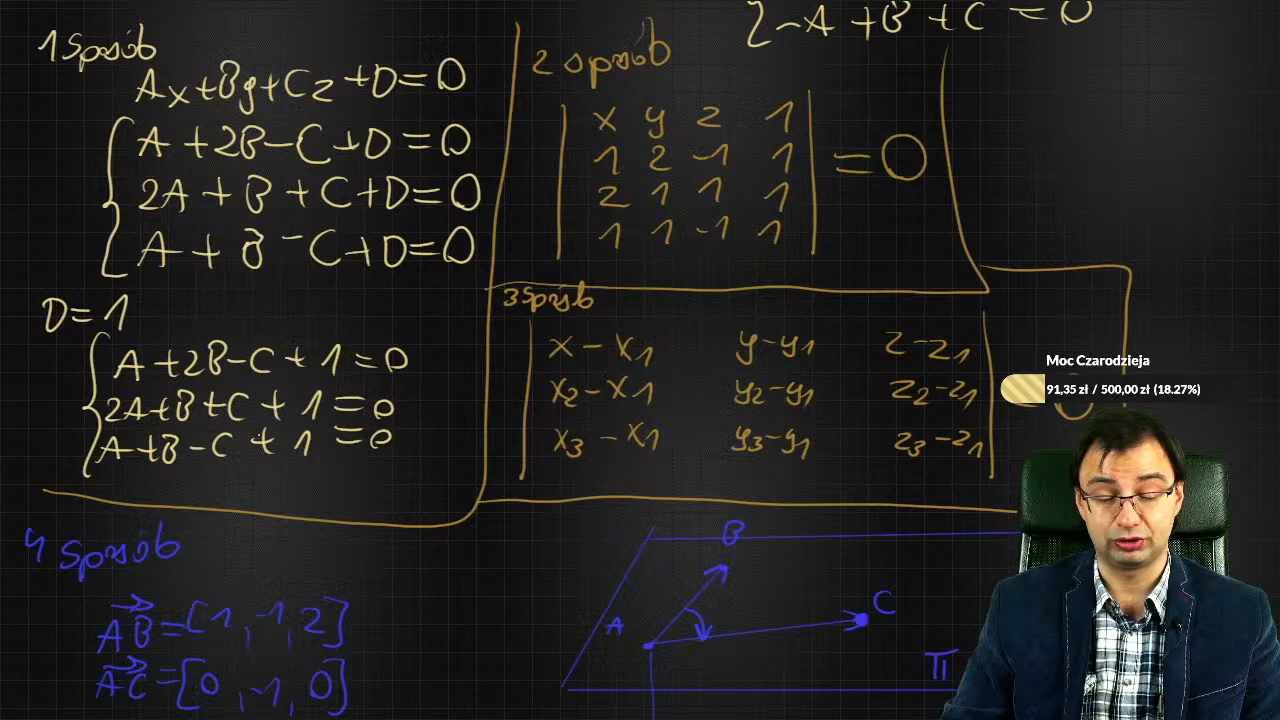 {-A + B + C = 0
1 sposób
Ax+By+Cz+D=0
A+2B-C+D=0
2A+B+C+D=0
A+B-C+D=0
D=1
A+2B-C+1=0
2A+B+C+1=0
A+B-C+1=0
2 sposób
x y z 1
1 2 -1 1 =0
2 1 1 1
1 1 -1 1
3 sposób
x-x1 y-y1 z-z1
x2-x1 y2-y1 z2-z1
x3-x1 y3-y1 z3-z1
Moc Czarodzieja
91,35 zł / 500,00 zł (18.27%)
4 sposób
AB=[1,-1,2]
AC=[0,-1,0]
B
A
C
π